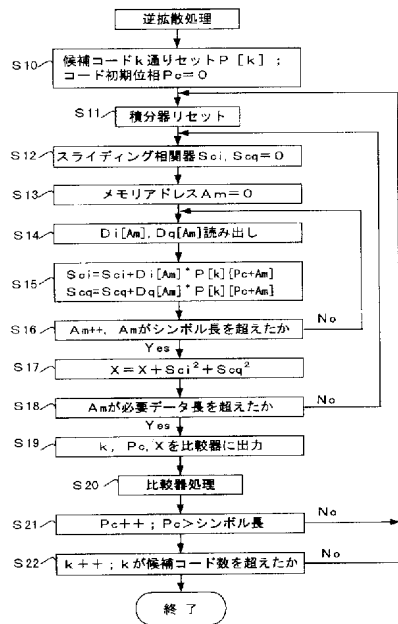 逆拡散処理
S10
候補コードk通りセットP[k];
コード初期位相Pc=0
S11
積分器リセット
S12
スライディング相関器Sci,Scq=0
S13
メモリアドレスAm=0
S14
Di[Am],Dq[Am]読み出し
S15
Sci=Sci+Di[Am]*P[k][Pc+Am]
Scq=Scq+Dq[Am]*P[k][Pc+Am]
S16
Am++、Amがシンボル長を超えたか
No
Yes
S17
X=X+Sci²+Scq²
S18
Amが必要データ長を超えたか
No
Yes
S19
k，Pc,Xを比較器に出力
S20
比較器処理
S21
Pc++;Pc>シンボル長
No
S22
k++;kが候補コード数を超えたか
No
終了